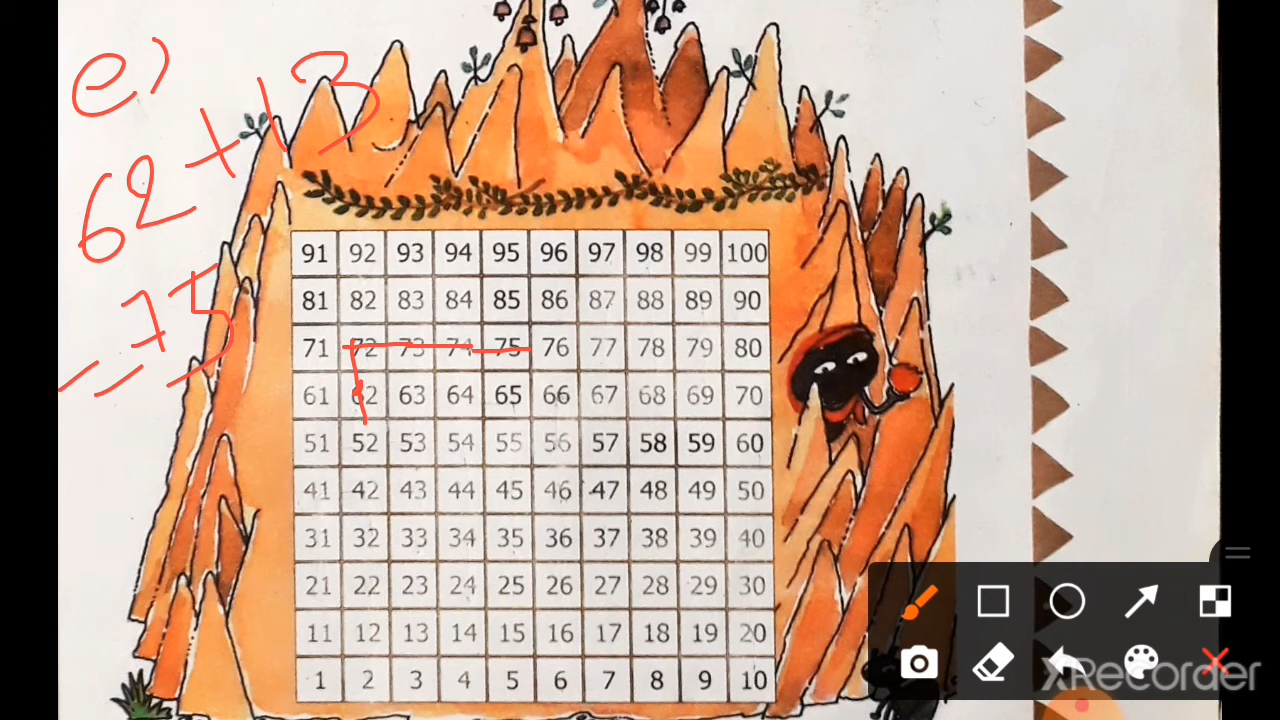 e)
62+13
=75
91 92 93 94 95 96 97 98 99 100
81 82 83 84 85 86 87 88 89 90
71 72 73 74 75 76 77 78 79 80
61 62 63 64 65 66 67 68 69 70
51 52 53 54 55 56 57 58 59 60
41 42 43 44 45 46 47 48 49 50
31 32 33 34 35 36 37 38 39 40
21 22 23 24 25 26 27 28 29 30
11 12 13 14 15 16 17 18 19 20
1 2 3 4 5 6 7 8 9 10
XRecorder